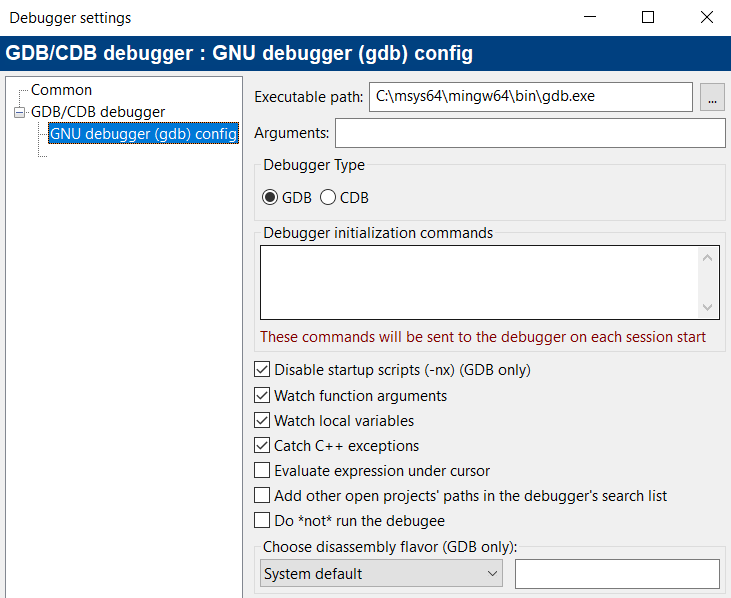 Debugger settings
GDB/CDB debugger : GNU debugger (gdb) config
Common
GDB/CDB debugger
GNU debugger (gdb) config
Executable path: C:\msys64\mingw64\bin\gdb.exe ...
Arguments:
Debugger Type
GDB CDB
Debugger initialization commands
These commands will be sent to the debugger on each session start
Disable startup scripts (-nx) (GDB only)
Watch function arguments
Watch local variables
Catch C++ exceptions
Evaluate expression under cursor
Add other open projects' paths in the debugger's search list
Do *not* run the debugee
Choose disassembly flavor (GDB only):
System default